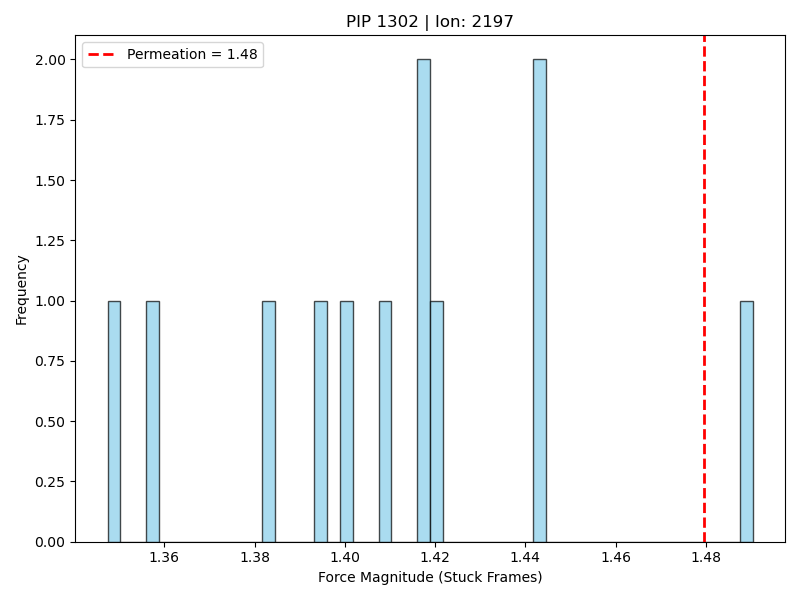 PIP 1302 | Ion: 2197
Permeation = 1.48
2.00
1.75
1.50
1.25
1.00
0.75
0.50
0.25
0.00
Frequency
1.36 1.38 1.40 1.42 1.44 1.46 1.48
Force Magnitude (Stuck Frames)